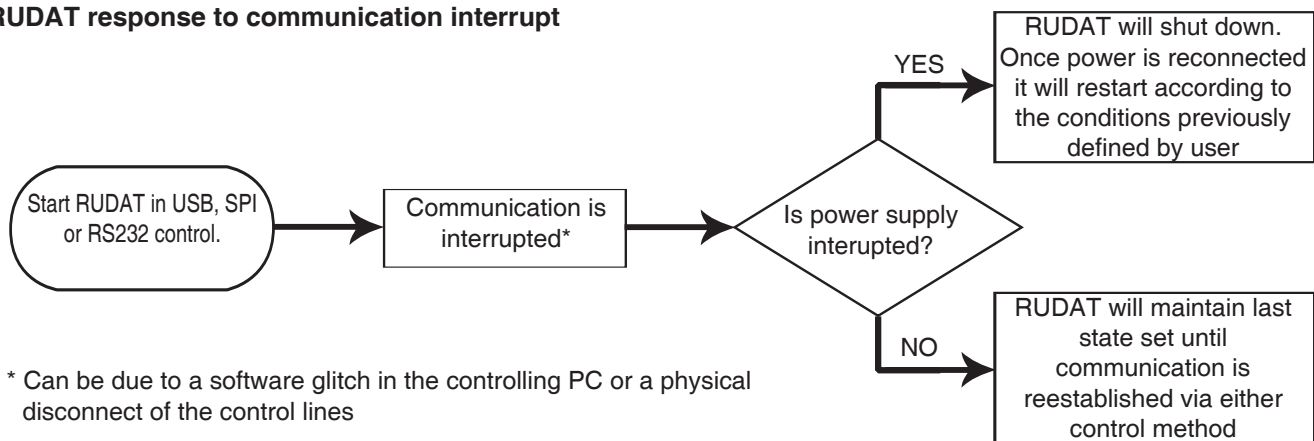 RUDAT response to communication interrupt
Start RUDAT in USB, SPI
or RS232 control.
Communication is
interrupted*
Is power supply
interupted?
YES
RUDAT will shut down.
Once power is reconnected
it will restart according to
the conditions previously
defined by user
NO
RUDAT will maintain last
state set until
communication is
reestablished via either
control method
* Can be due to a software glitch in the controlling PC or a physical
disconnect of the control lines